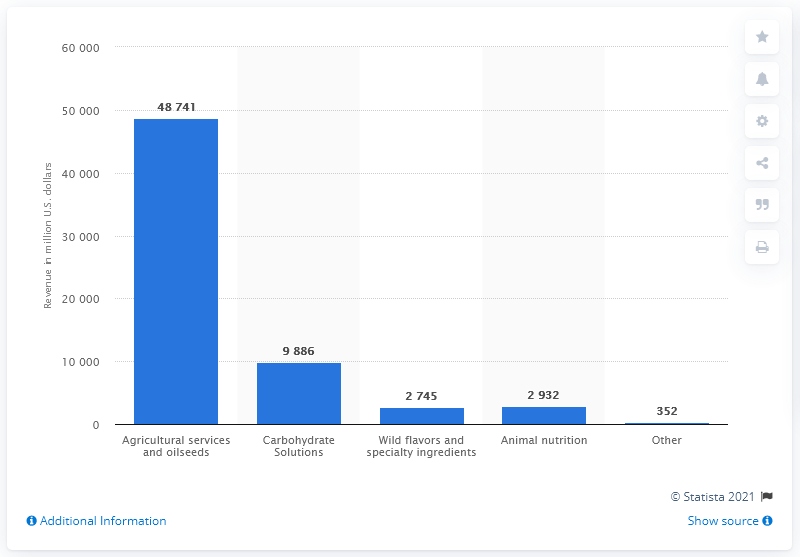 60 000
50 000
40 000
30 000
20 000
10 000
0
Revenue in million U.S. dollars
48 741
9 886
2 745
2 932
352
Agricultural services
and oilseeds
Carbohydrate
Solutions
Wild flavors and
specialty ingredients
Animal nutrition
Other
© Statista 2021
Additional Information
Show source